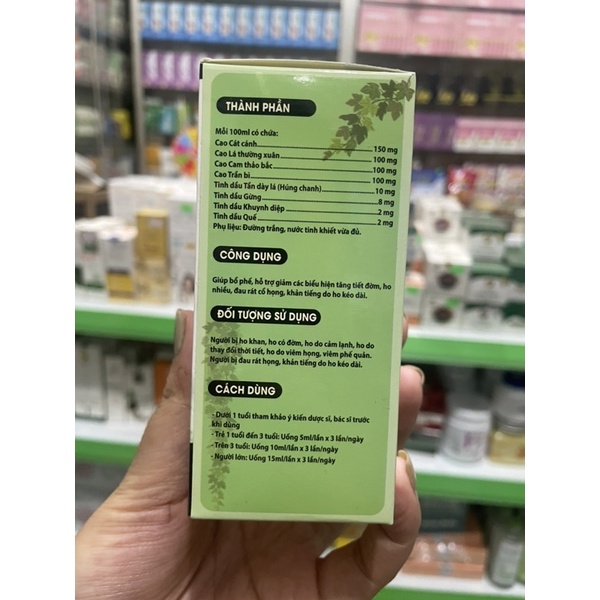 THÀNH PHẦN
Mỗi 100ml có chứa:
Cao Cát cánh 150 mg
Cao Lá thường xuân 100 mg
Cao Cam thảo bắc 100 mg
Cao Trần bì 100 mg
Tinh dầu Tần dày lá (Húng chanh) 10 mg
Tinh dầu Gừng 8 mg
Tinh dầu Khuynh diệp 2 mg
Tinh dầu Quế 2 mg
Phụ liệu: Đường trắng, nước tinh khiết vừa đủ.
CÔNG DỤNG
Giúp bổ phế, hỗ trợ giảm các biểu hiện tăng tiết đờm, ho
nhiều, đau rát cổ họng, khản tiếng do ho kéo dài.
ĐỐI TƯỢNG SỬ DỤNG
Người bị ho khan, ho có đờm, ho do cảm lạnh, ho do
thay đổi thời tiết, ho do viêm họng, viêm phế quản.
Người bị đau rát họng, khản tiếng do ho kéo dài.
CÁCH DÙNG
- Dưới 1 tuổi tham khảo ý kiến dược sĩ, bác sĩ trước
khi dùng
- Trẻ 1 tuổi đến 3 tuổi: Uống 5ml/lần x 3 lần/ngày
- Trên 3 tuổi: Uống 10ml/lần x 3 lần/ngày
- Người lớn: Uống 15ml/lần x 3 lần/ngày